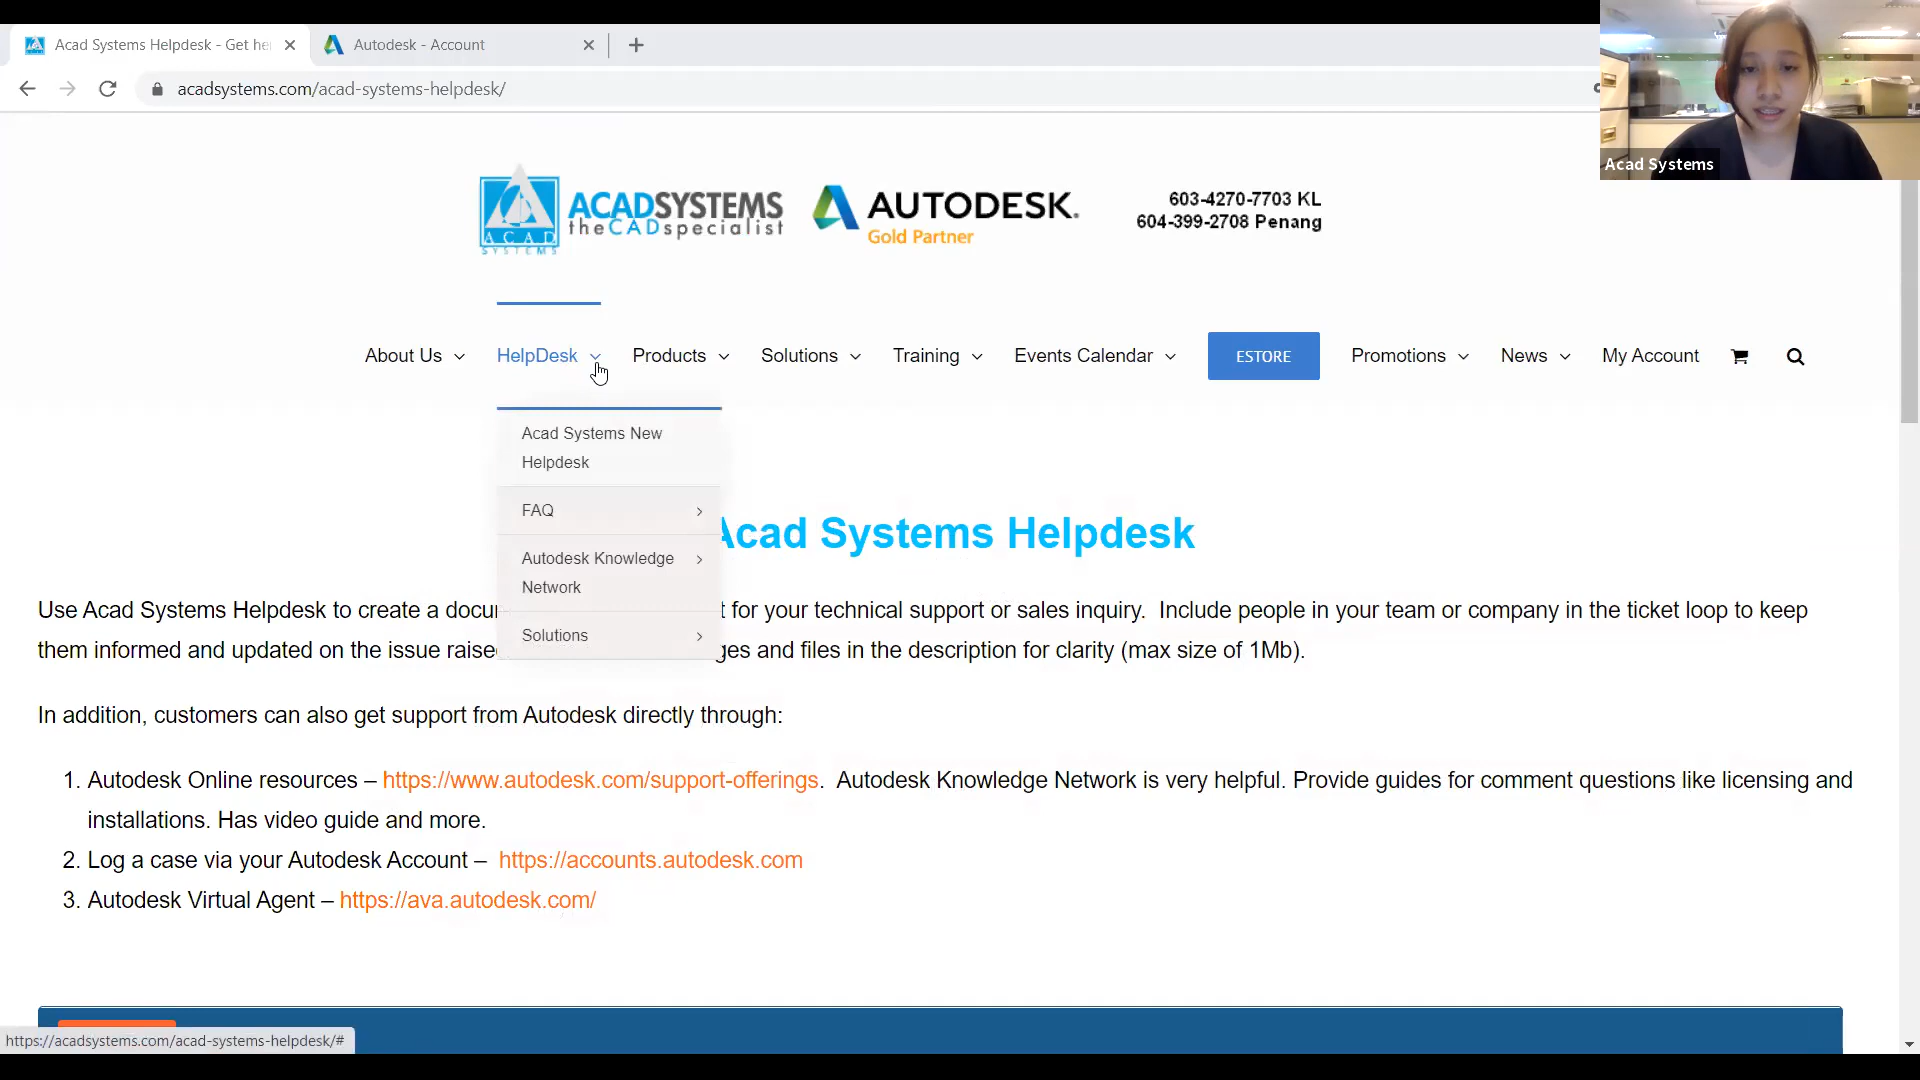 Acad Systems Helpdesk - Get he
Autodesk - Account
acadsystems.com/acad-systems-helpdesk/
Acad Systems
ACAD
SYSTEMS
ACADSYSTEMS
theCADspecialist
AUTODESK.
Gold Partner
603-4270-7703 KL
604-399-2708 Penang
About Us
HelpDesk
Products
Solutions
Training
Events Calendar
ESTORE
Promotions
News
My Account
Acad Systems New
Helpdesk
FAQ
Autodesk Knowledge
Network
Solutions
Acad Systems Helpdesk
Use Acad Systems Helpdesk to create a docu t for your technical support or sales inquiry. Include people in your team or company in the ticket loop to keep
them informed and updated on the issue raise ges and files in the description for clarity (max size of 1Mb).
In addition, customers can also get support from Autodesk directly through:
1. Autodesk Online resources – https://www.autodesk.com/support-offerings. Autodesk Knowledge Network is very helpful. Provide guides for comment questions like licensing and
installations. Has video guide and more.
2. Log a case via your Autodesk Account – https://accounts.autodesk.com
3. Autodesk Virtual Agent – https://ava.autodesk.com/
https://acadsystems.com/acad-systems-helpdesk/#